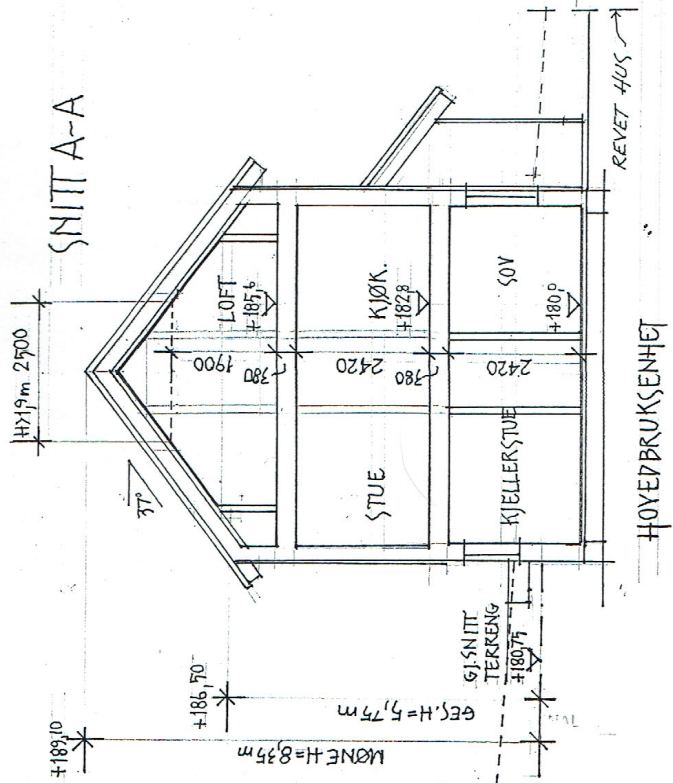 SNITT A-A
H>1,9m 2500
37°
+189,10
+186,50
MØNE H=8,35m
GES.H=5,75m
LOFT
+185,6
1900
380
STUE
KJØK.
+182,8
2420
380
KJELLERSTUE
SOV
+180,0
2420
GJ.SNITT
TERRENG
+180,75
REVET HUS
HOVEDBRUKSENHET